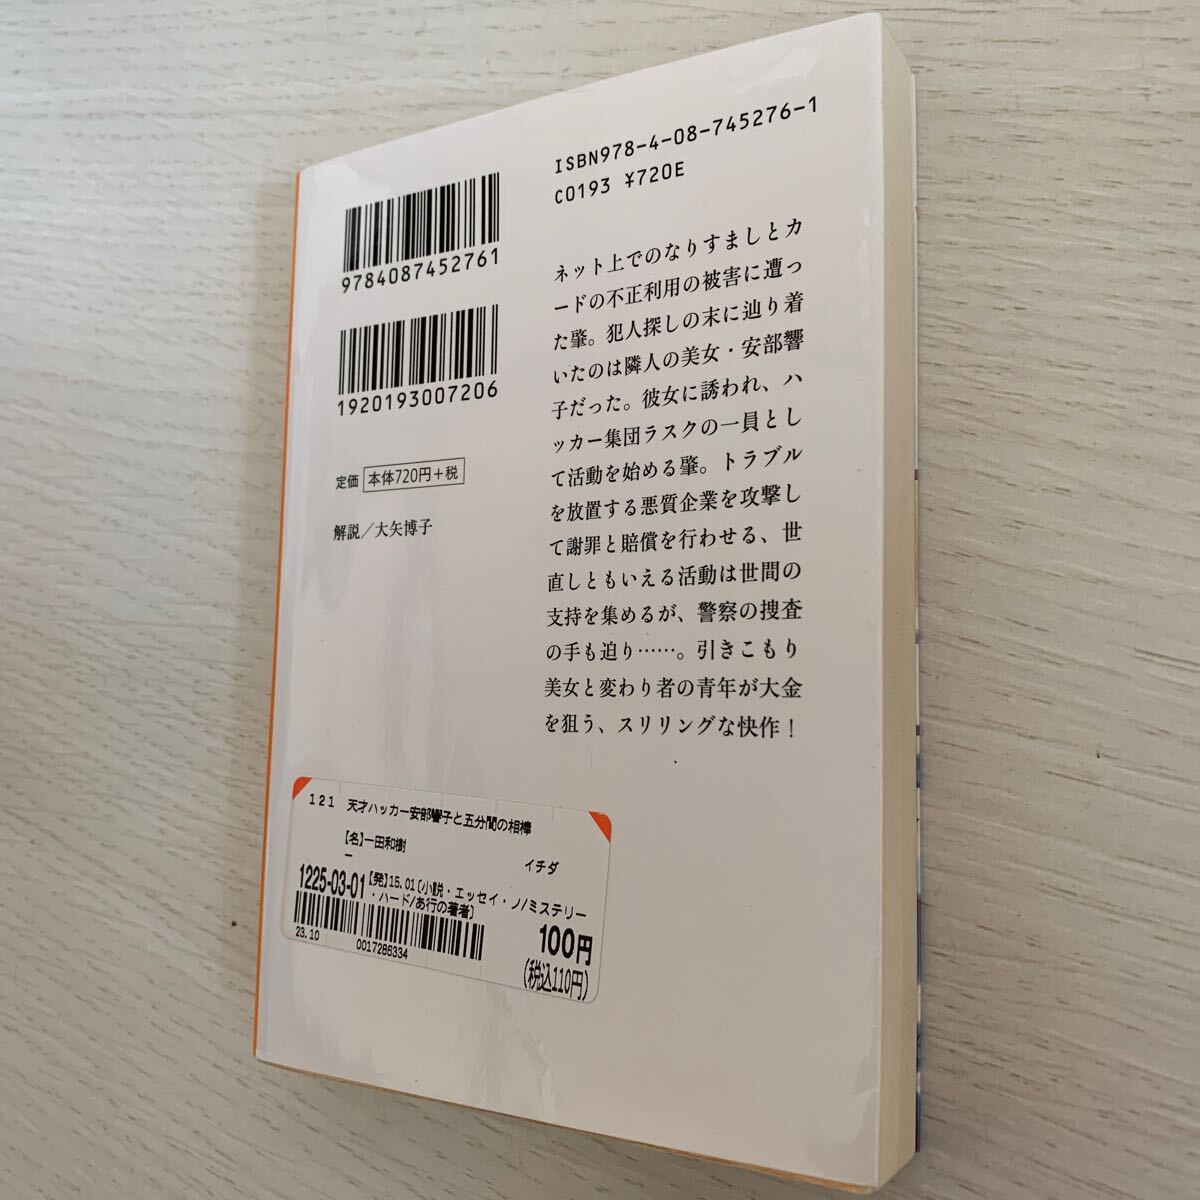 ISBN978-4-08-745276-1
C0193 ¥720E
9784087452761
1920193007206
定価 本体720円+税
解説／大矢博子
ネット上でのなりすましとカ
ードの不正利用の被害に遭っ
た肇。犯人探しの末に辿り着
いたのは隣人の美女・安部響
子だった。彼女に誘われ、ハ
ッカー集団ラスクの一員とし
て活動を始める肇。トラブル
を放置する悪質企業を攻撃し
て謝罪と賠償を行わせる、世
直しともいえる活動は世間の
支持を集めるが、警察の捜査
の手も迫り……。引きこもり
美女と変わり者の青年が大金
を狙う、スリリングな快作！
121 天才ハッカー安部響子と五分間の相棒
【名】一田和樹
ー イチダ
1225-03-01 【発】15.01〔小説・エッセイ・ノ/ミステリー
・ハード/あ行の著者〕
23.10
0017286334
100円
(税込110円)